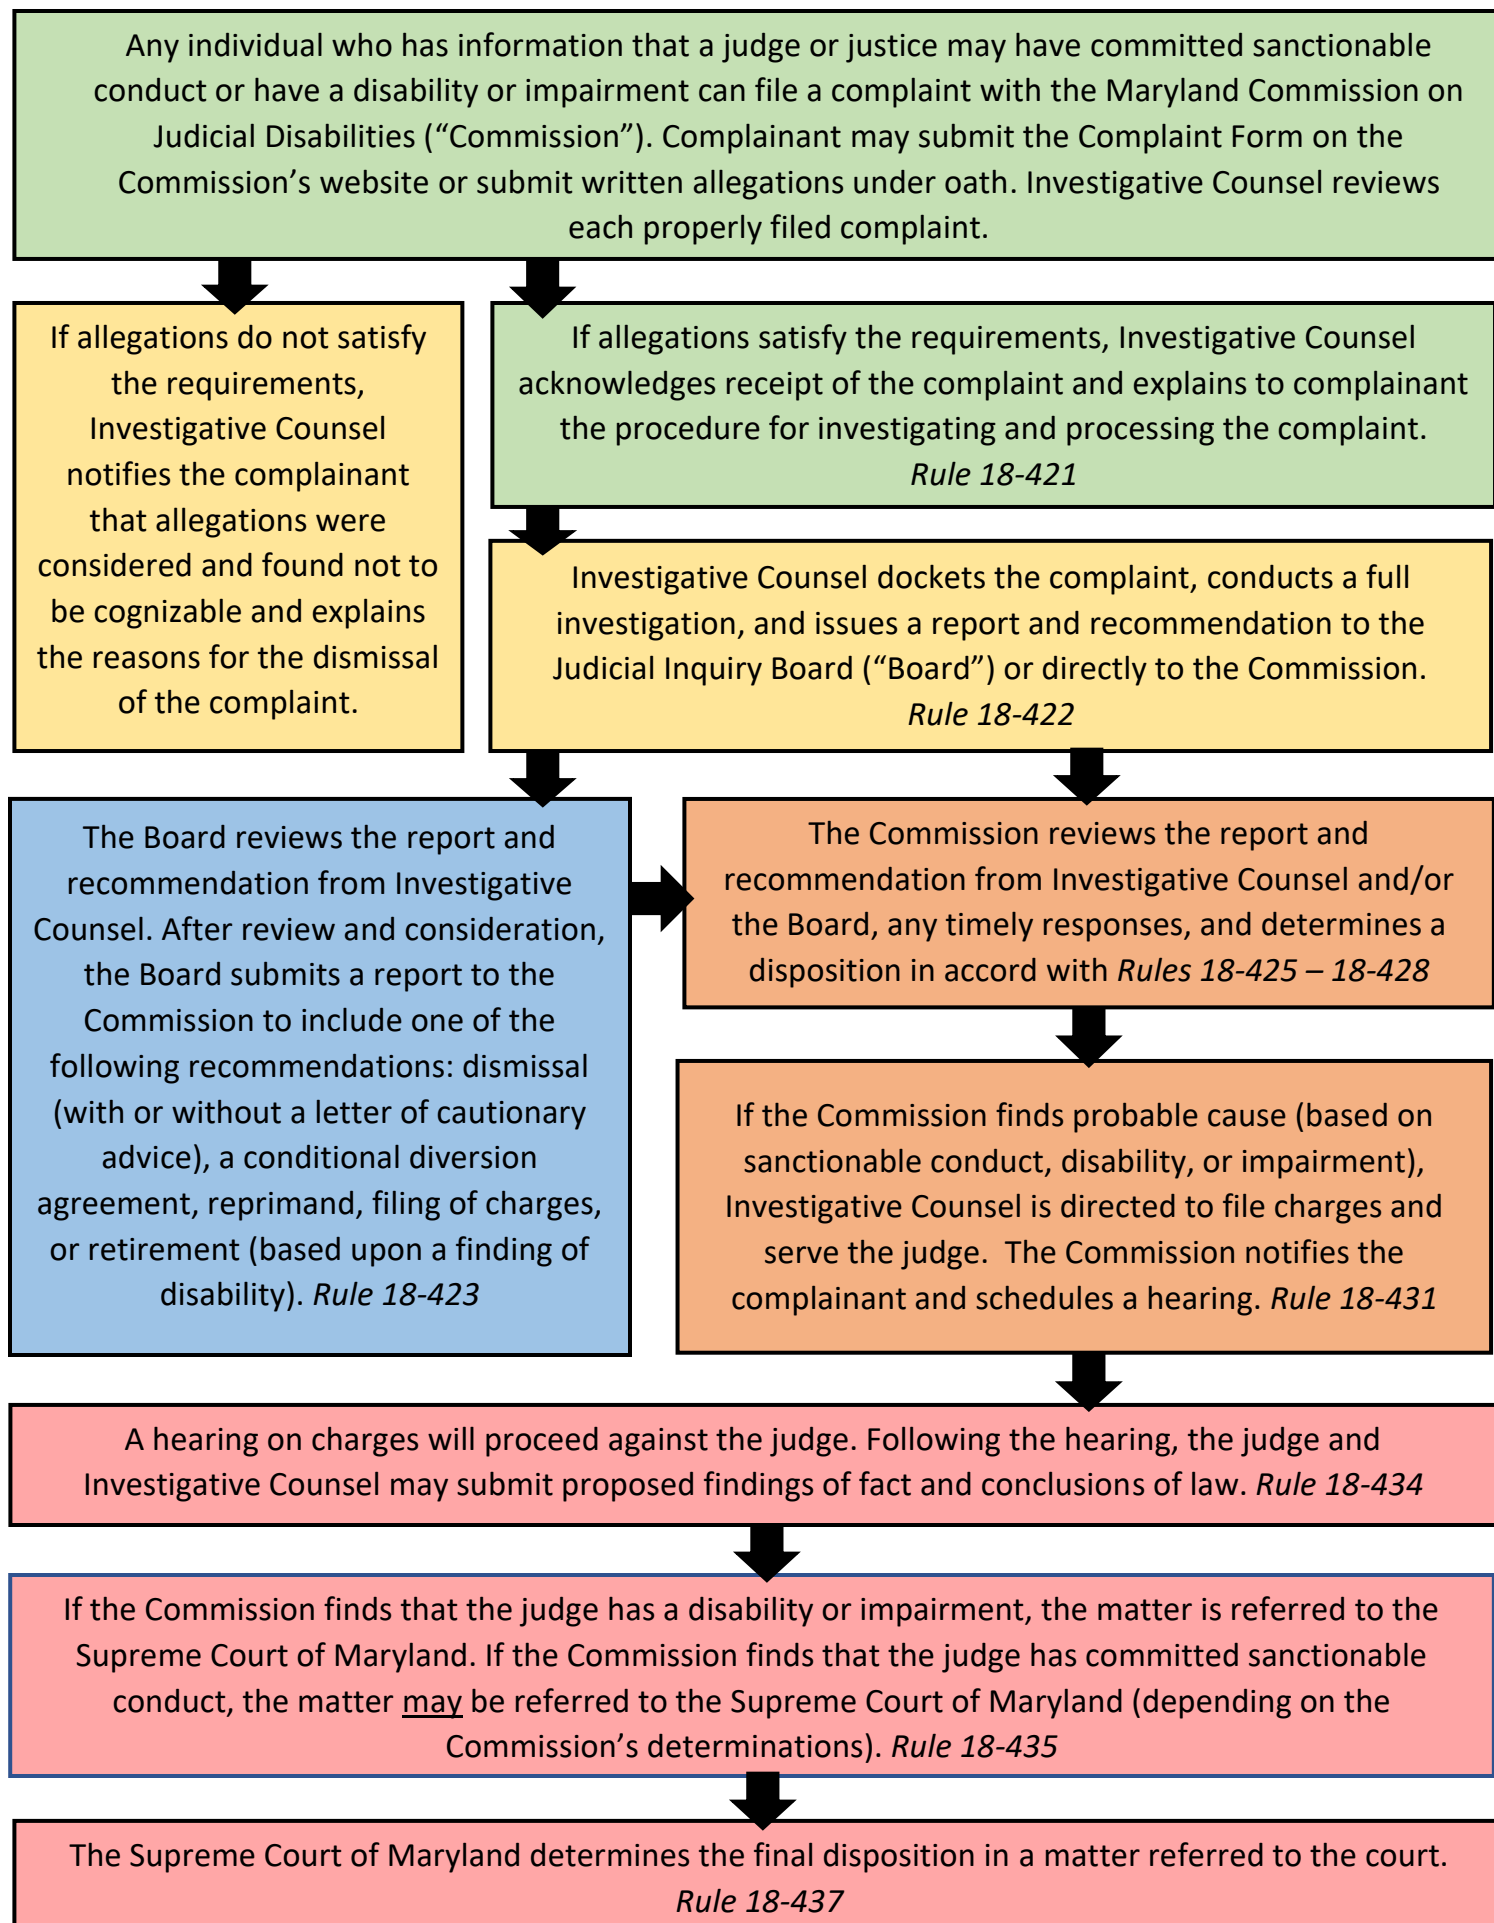 Any individual who has information that a judge or justice may have committed sanctionable
conduct or have a disability or impairment can file a complaint with the Maryland Commission on
Judicial Disabilities (“Commission”). Complainant may submit the Complaint Form on the
Commission’s website or submit written allegations under oath. Investigative Counsel reviews
each properly filed complaint.
If allegations do not satisfy
the requirements,
Investigative Counsel
notifies the complainant
that allegations were
considered and found not to
be cognizable and explains
the reasons for the dismissal
of the complaint.
If allegations satisfy the requirements, Investigative Counsel
acknowledges receipt of the complaint and explains to complainant
the procedure for investigating and processing the complaint.
Rule 18-421
Investigative Counsel dockets the complaint, conducts a full
investigation, and issues a report and recommendation to the
Judicial Inquiry Board (“Board”) or directly to the Commission.
Rule 18-422
The Board reviews the report and
recommendation from Investigative
Counsel. After review and consideration,
the Board submits a report to the
Commission to include one of the
following recommendations: dismissal
(with or without a letter of cautionary
advice), a conditional diversion
agreement, reprimand, filing of charges,
or retirement (based upon a finding of
disability). Rule 18-423
The Commission reviews the report and
recommendation from Investigative Counsel and/or
the Board, any timely responses, and determines a
disposition in accord with Rules 18-425 – 18-428
If the Commission finds probable cause (based on
sanctionable conduct, disability, or impairment),
Investigative Counsel is directed to file charges and
serve the judge.  The Commission notifies the
complainant and schedules a hearing. Rule 18-431
A hearing on charges will proceed against the judge. Following the hearing, the judge and
Investigative Counsel may submit proposed findings of fact and conclusions of law. Rule 18-434
If the Commission finds that the judge has a disability or impairment, the matter is referred to the
Supreme Court of Maryland. If the Commission finds that the judge has committed sanctionable
conduct, the matter may be referred to the Supreme Court of Maryland (depending on the
Commission’s determinations). Rule 18-435
The Supreme Court of Maryland determines the final disposition in a matter referred to the court.
Rule 18-437